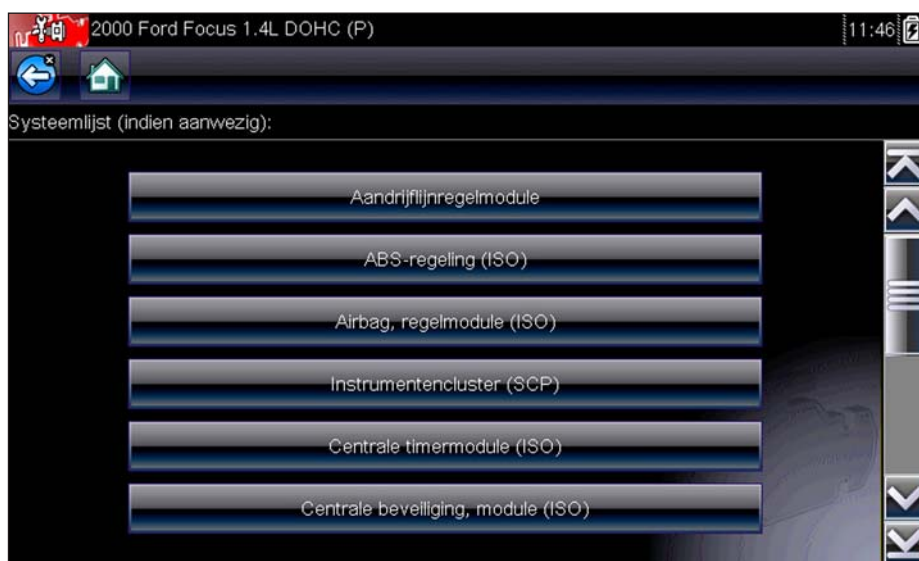 2000 Ford Focus 1.4L DOHC (P)
11:46
Systeemlijst (indien aanwezig):
Aandrijflijnregelmodule
ABS-regeling (ISO)
Airbag, regelmodule (ISO)
Instrumentencluster (SCP)
Centrale timermodule (ISO)
Centrale beveiliging, module (ISO)